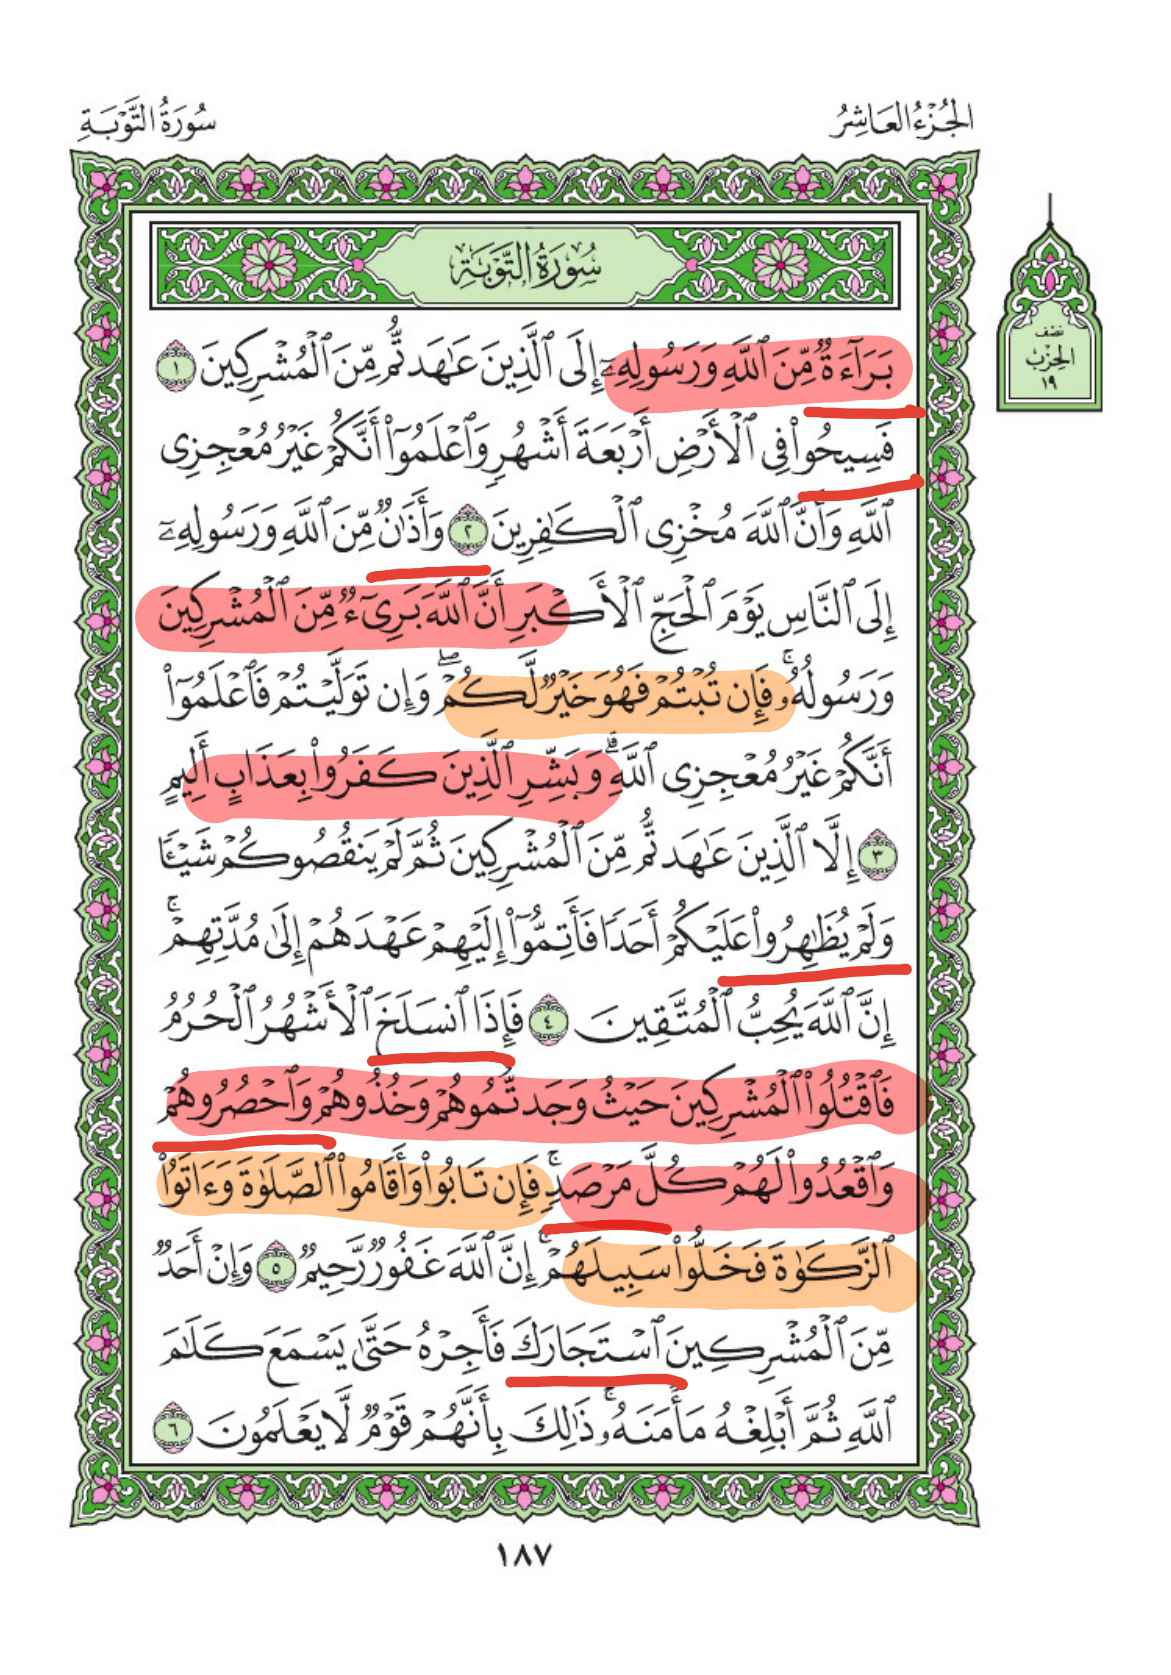 الجُزْءُ العَاشِرُ
سُورَةُ التَّوْبَةِ
نصْف
الحِزْبُ
١٩
سُورَةُ التَّوْبَةِ
بَرَآءَةٌ مِّنَ ٱللَّهِ وَرَسُولِهِۦٓ إِلَى ٱلَّذِينَ عَٰهَدتُّم مِّنَ ٱلْمُشْرِكِينَ ١
فَسِيحُوا۟ فِى ٱلْأَرْضِ أَرْبَعَةَ أَشْهُرٍ وَٱعْلَمُوٓا۟ أَنَّكُمْ غَيْرُ مُعْجِزِى
ٱللَّهِ وَأَنَّ ٱللَّهَ مُخْزِى ٱلْكَٰفِرِينَ ٢ وَأَذَٰنٌ مِّنَ ٱللَّهِ وَرَسُولِهِۦٓ
إِلَى ٱلنَّاسِ يَوْمَ ٱلْحَجِّ ٱلْأَكْبَرِ أَنَّ ٱللَّهَ بَرِىٓءٌ مِّنَ ٱلْمُشْرِكِينَ
وَرَسُولُهُۥ ۚ فَإِن تُبْتُمْ فَهُوَ خَيْرٌ لَّكُمْ ۖ وَإِن تَوَلَّيْتُمْ فَٱعْلَمُوٓا۟
أَنَّكُمْ غَيْرُ مُعْجِزِى ٱللَّهِ ۗ وَبَشِّرِ ٱلَّذِينَ كَفَرُوا۟ بِعَذَابٍ أَلِيمٍ
٣ إِلَّا ٱلَّذِينَ عَٰهَدتُّم مِّنَ ٱلْمُشْرِكِينَ ثُمَّ لَمْ يَنقُصُوكُمْ شَيْـًٔا
وَلَمْ يُظَٰهِرُوا۟ عَلَيْكُمْ أَحَدًا فَأَتِمُّوٓا۟ إِلَيْهِمْ عَهْدَهُمْ إِلَىٰ مُدَّتِهِمْ ۚ
إِنَّ ٱللَّهَ يُحِبُّ ٱلْمُتَّقِينَ ٤ فَإِذَا ٱنسَلَخَ ٱلْأَشْهُرُ ٱلْحُرُمُ
فَٱقْتُلُوا۟ ٱلْمُشْرِكِينَ حَيْثُ وَجَدتُّمُوهُمْ وَخُذُوهُمْ وَٱحْصُرُوهُمْ
وَٱقْعُدُوا۟ لَهُمْ كُلَّ مَرْصَدٍ ۚ فَإِن تَابُوا۟ وَأَقَامُوا۟ ٱلصَّلَوٰةَ وَءَاتَوُا۟
ٱلزَّكَوٰةَ فَخَلُّوا۟ سَبِيلَهُمْ ۚ إِنَّ ٱللَّهَ غَفُورٌ رَّحِيمٌ ٥ وَإِنْ أَحَدٌ
مِّنَ ٱلْمُشْرِكِينَ ٱسْتَجَارَكَ فَأَجِرْهُ حَتَّىٰ يَسْمَعَ كَلَٰمَ
ٱللَّهِ ثُمَّ أَبْلِغْهُ مَأْمَنَهُۥ ۚ ذَٰلِكَ بِأَنَّهُمْ قَوْمٌ لَّا يَعْلَمُونَ ٦
١٨٧